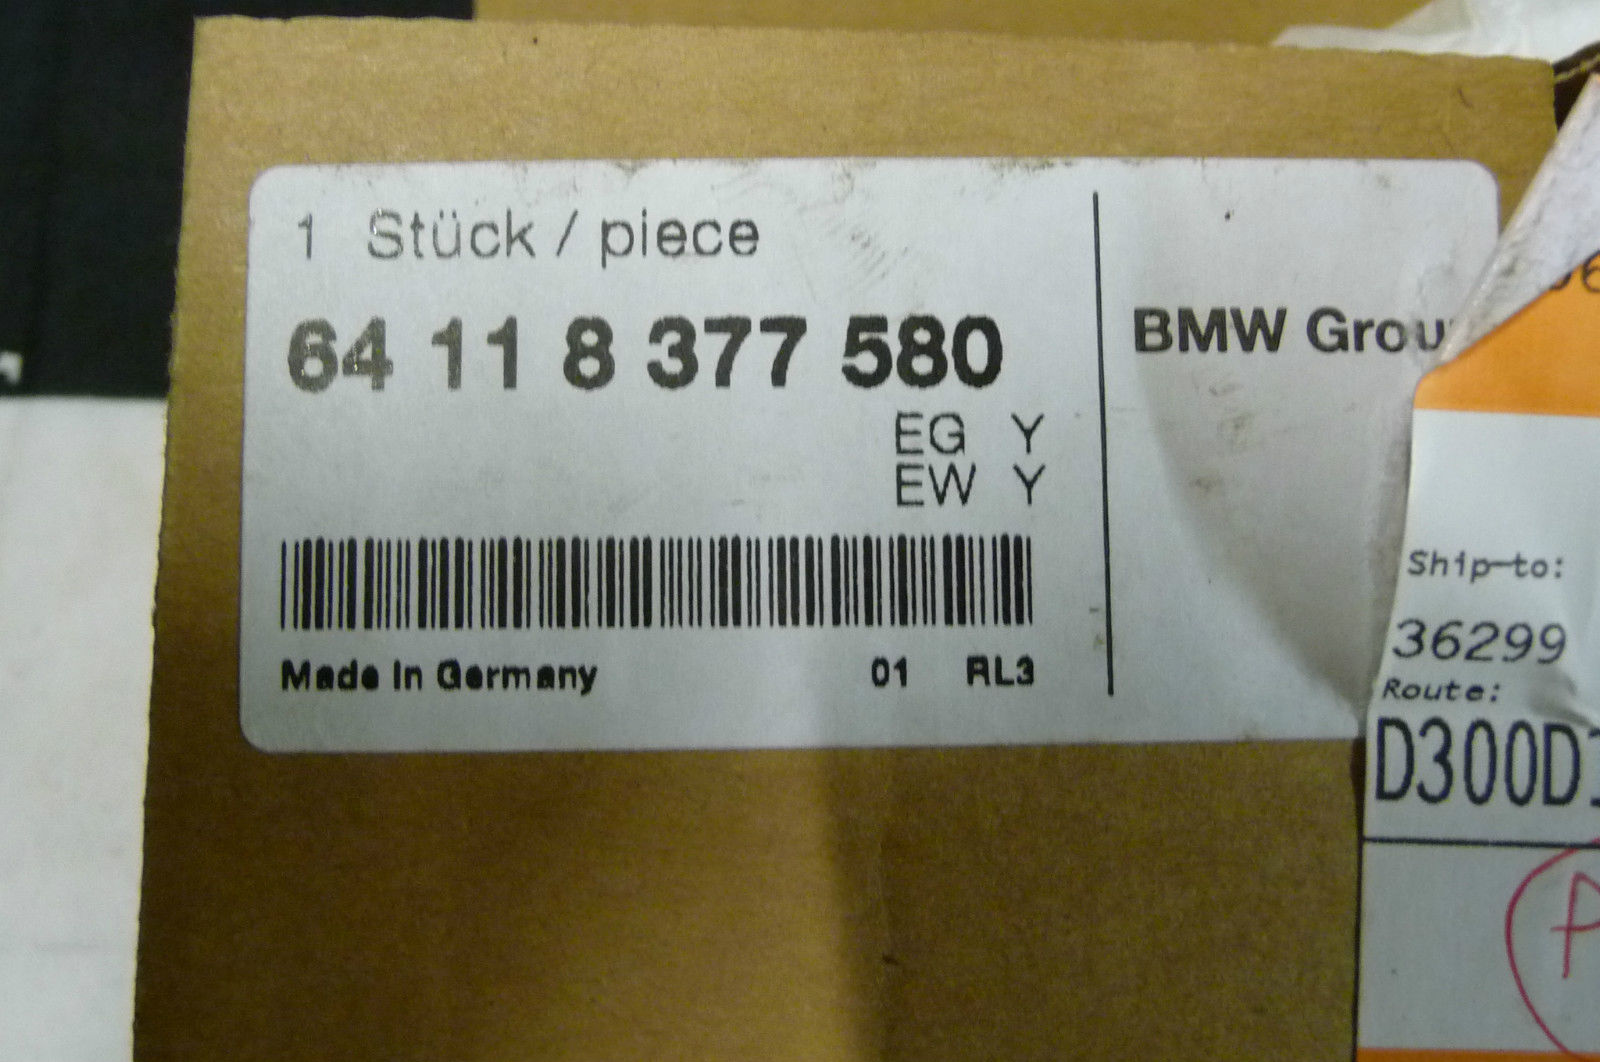 1 Stück / piece
64 11 8 377 580
EG Y
EW Y
Made In Germany 01 RL3
BMW Grou
Ship-to:
36299
Route:
D300D